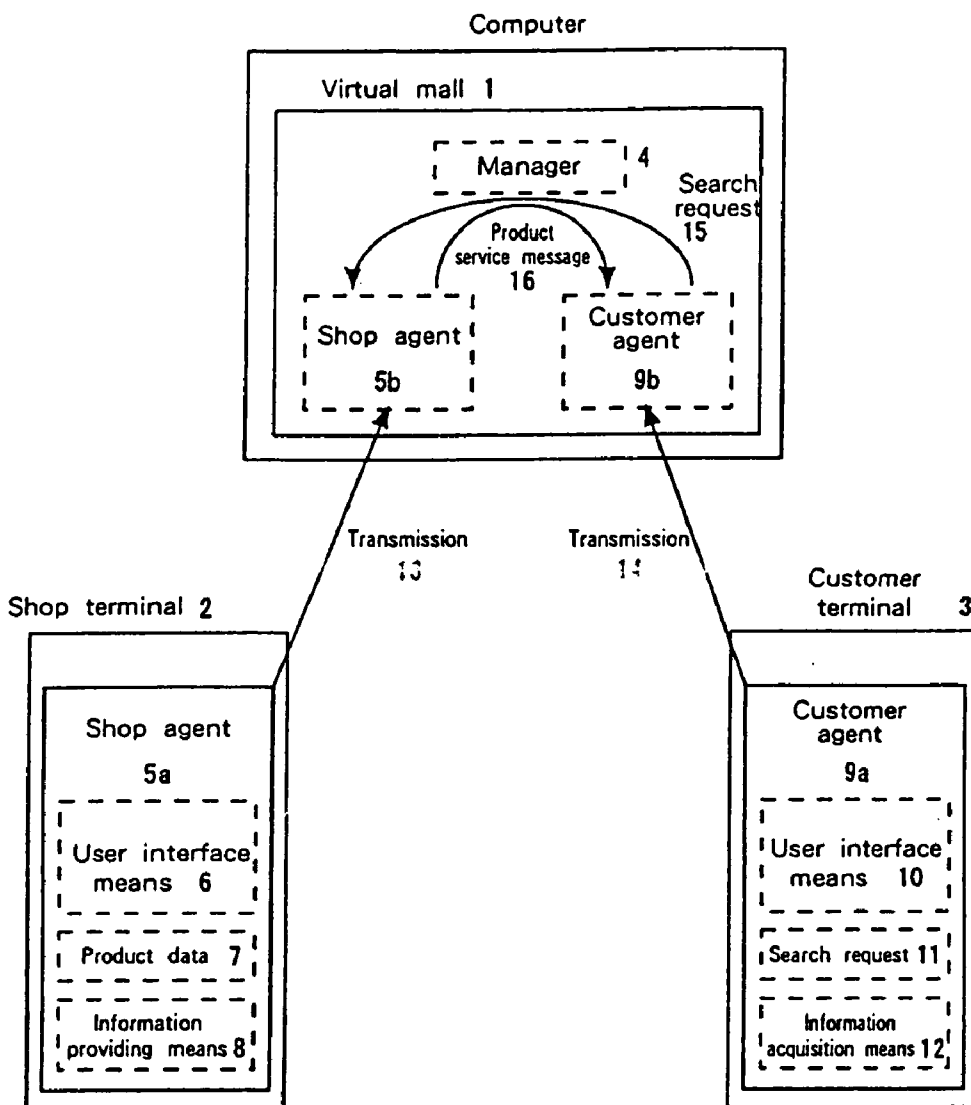 Computer
Virtual mall 1
Manager 4
Search
request
15
Product
service message
16
Shop agent
5b
Customer
agent
9b
Transmission
13
Transmission
14
Shop terminal 2
Customer
terminal 3
Shop agent
5a
User interface
means 6
Product data 7
Information
providing means 8
Customer
agent
9a
User interface
means 10
Search request 11
Information
acquisition means 12